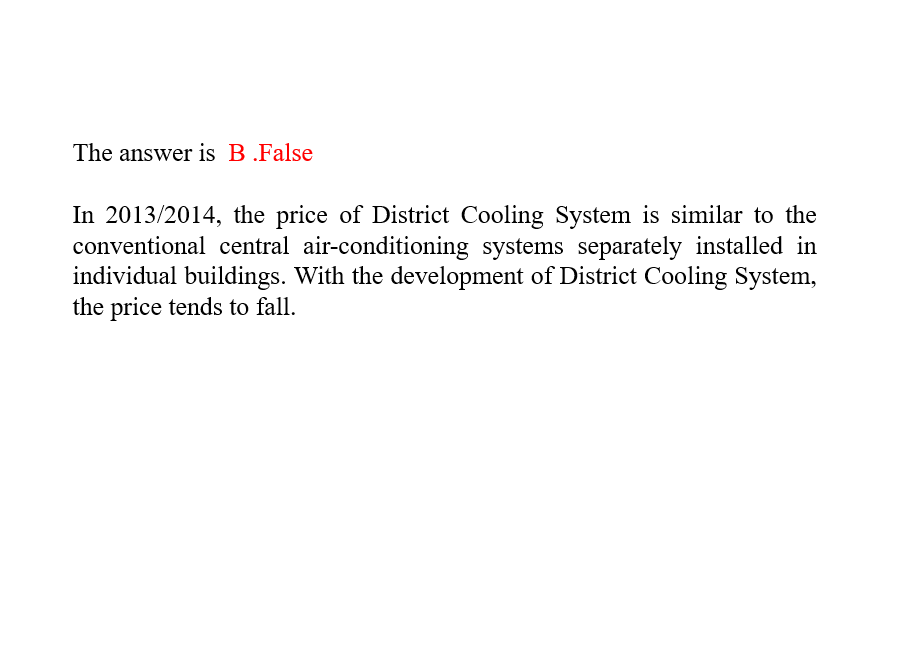 The answer is B .False
In 2013/2014, the price of District Cooling System is similar to the
conventional central air-conditioning systems separately installed in
individual buildings. With the development of District Cooling System,
the price tends to fall.